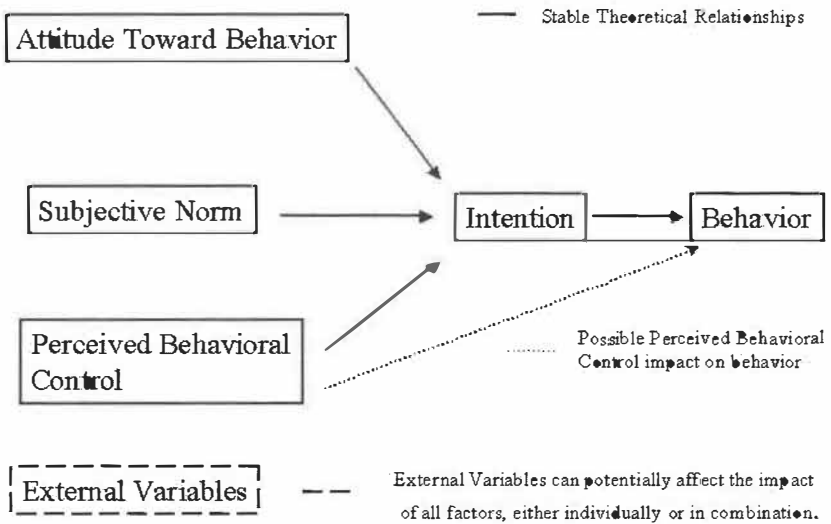 Stable Theoretical Relationships
Attitude Toward Behavior
Subjective Norm
Intention
Behavior
Perceived Behavioral
Control
Possible Perceived Behavioral
Control impact on behavior
External Variables
External Variables can potentially affect the impact
of all factors, either individually or in combination.